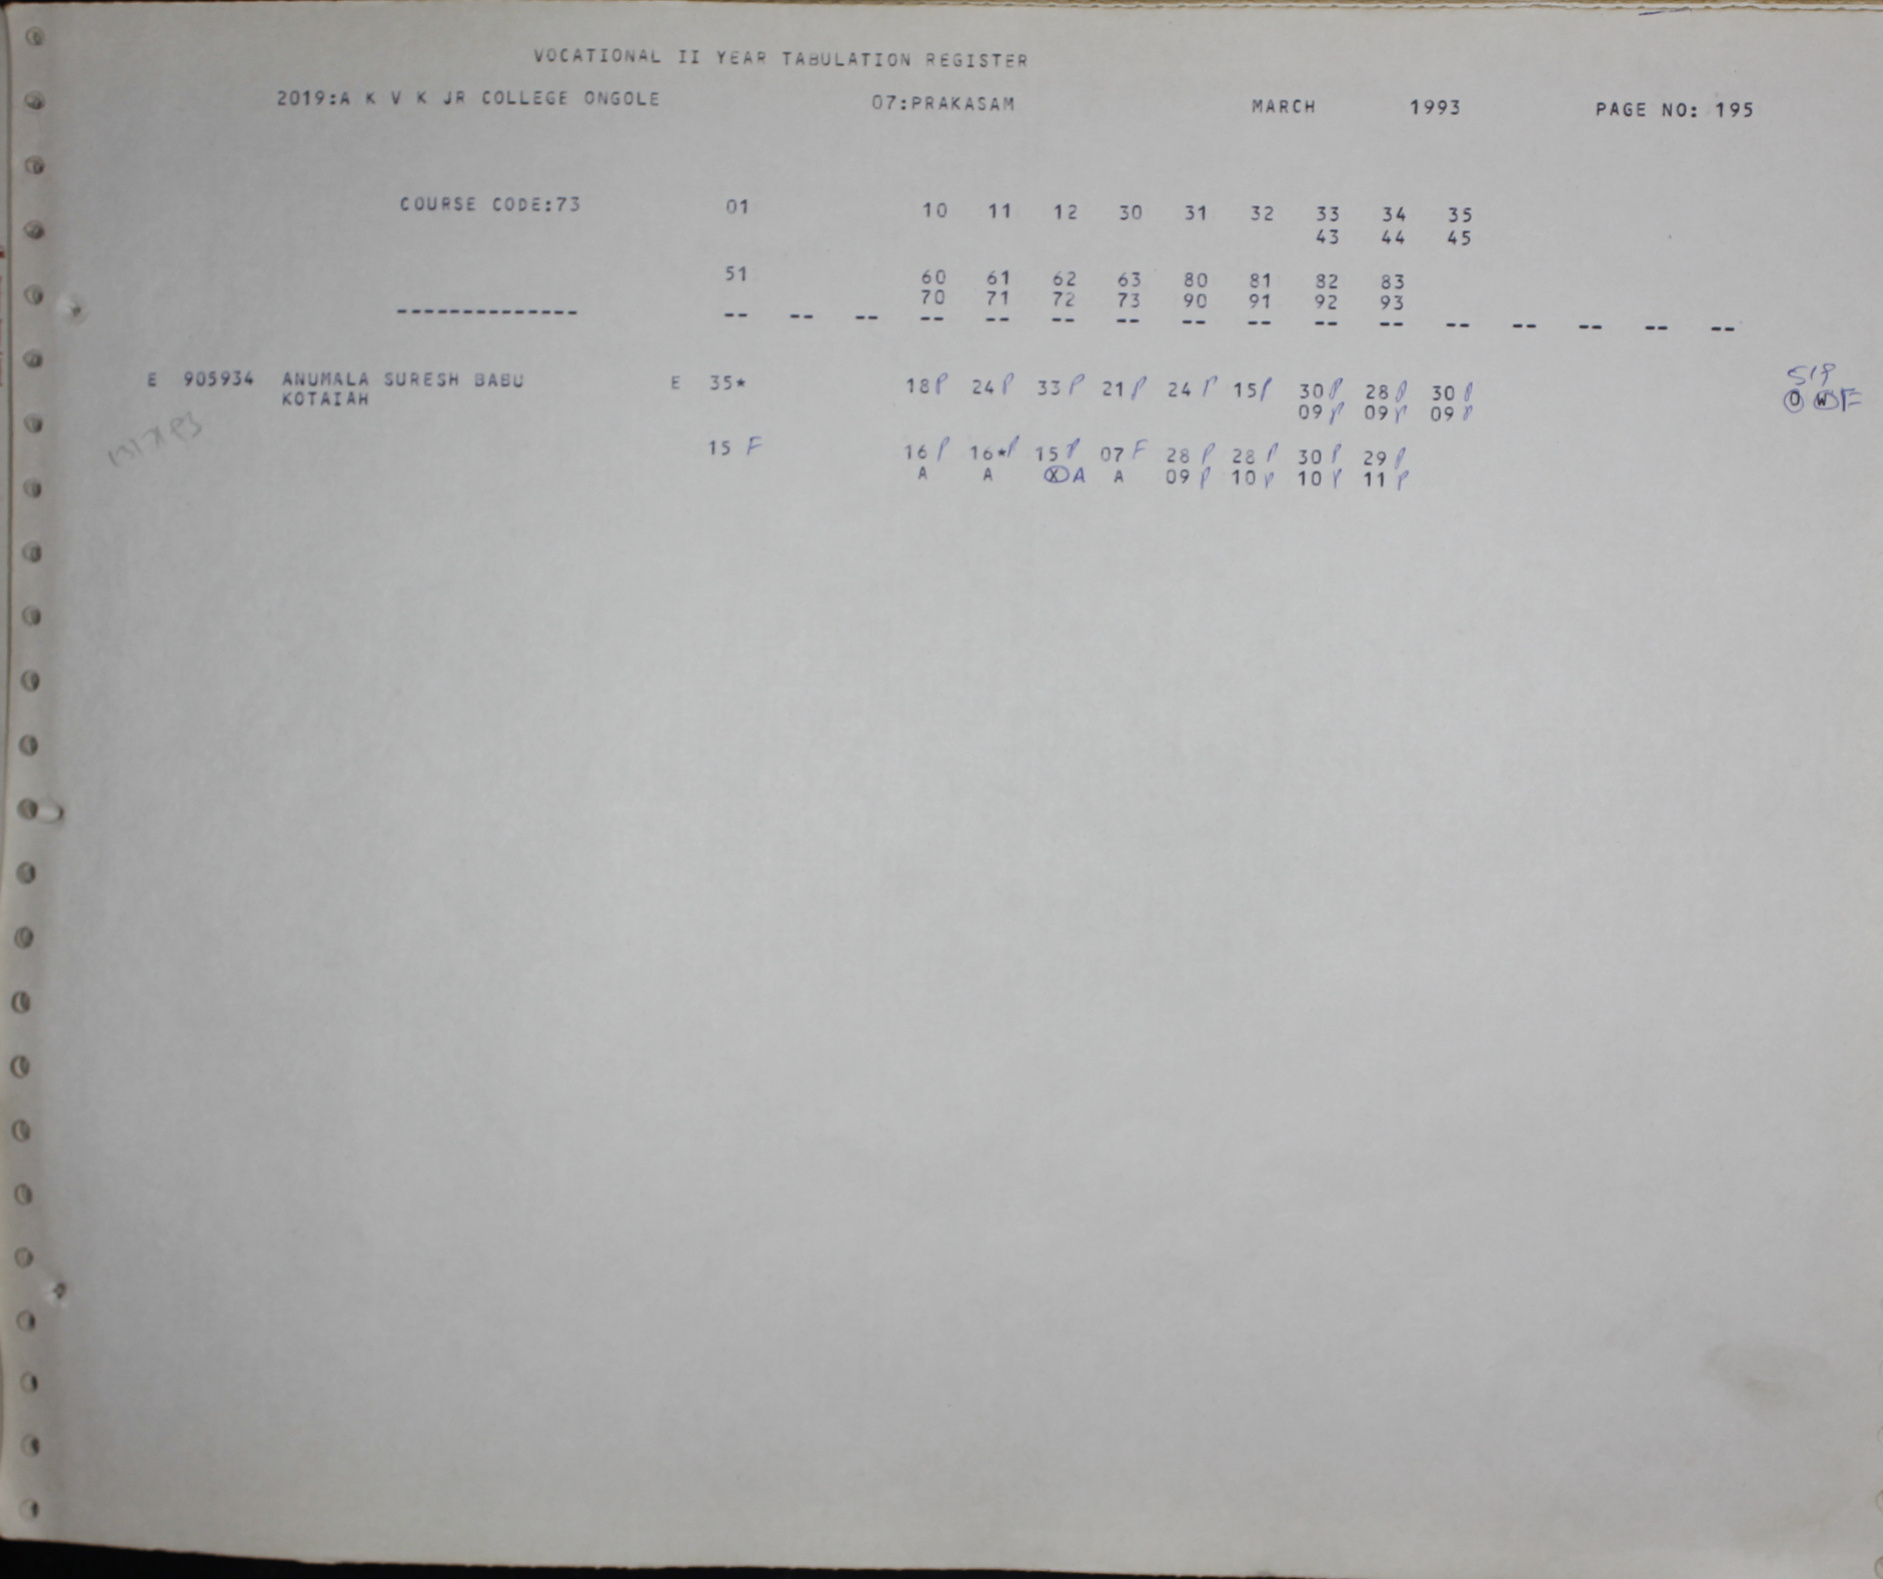 VOCATIONAL II YEAR TABULATION REGISTER
2019:A K V K JR COLLEGE ONGOLE 07:PRAKASAM MARCH 1993 PAGE NO: 195
COURSE CODE:73 01 10 11 12 30 31 32 33 34 35
43 44 45
51 60 61 62 63 80 81 82 83
70 71 72 73 90 91 92 93
-------------- -- -- -- -- -- -- -- -- -- -- -- -- -- -- -- --
E 905934 ANUMALA SURESH BABU E 35* 18 P 24 P 33 P 21 P 24 P 15 P 30 P 28 P 30 P
KOTAIAH 09 P 09 P 09 P
15 F 16 P 16* P 15 P 07 F 28 P 28 P 30 P 29 P
A A X A A 09 P 10 P 10 P 11 P